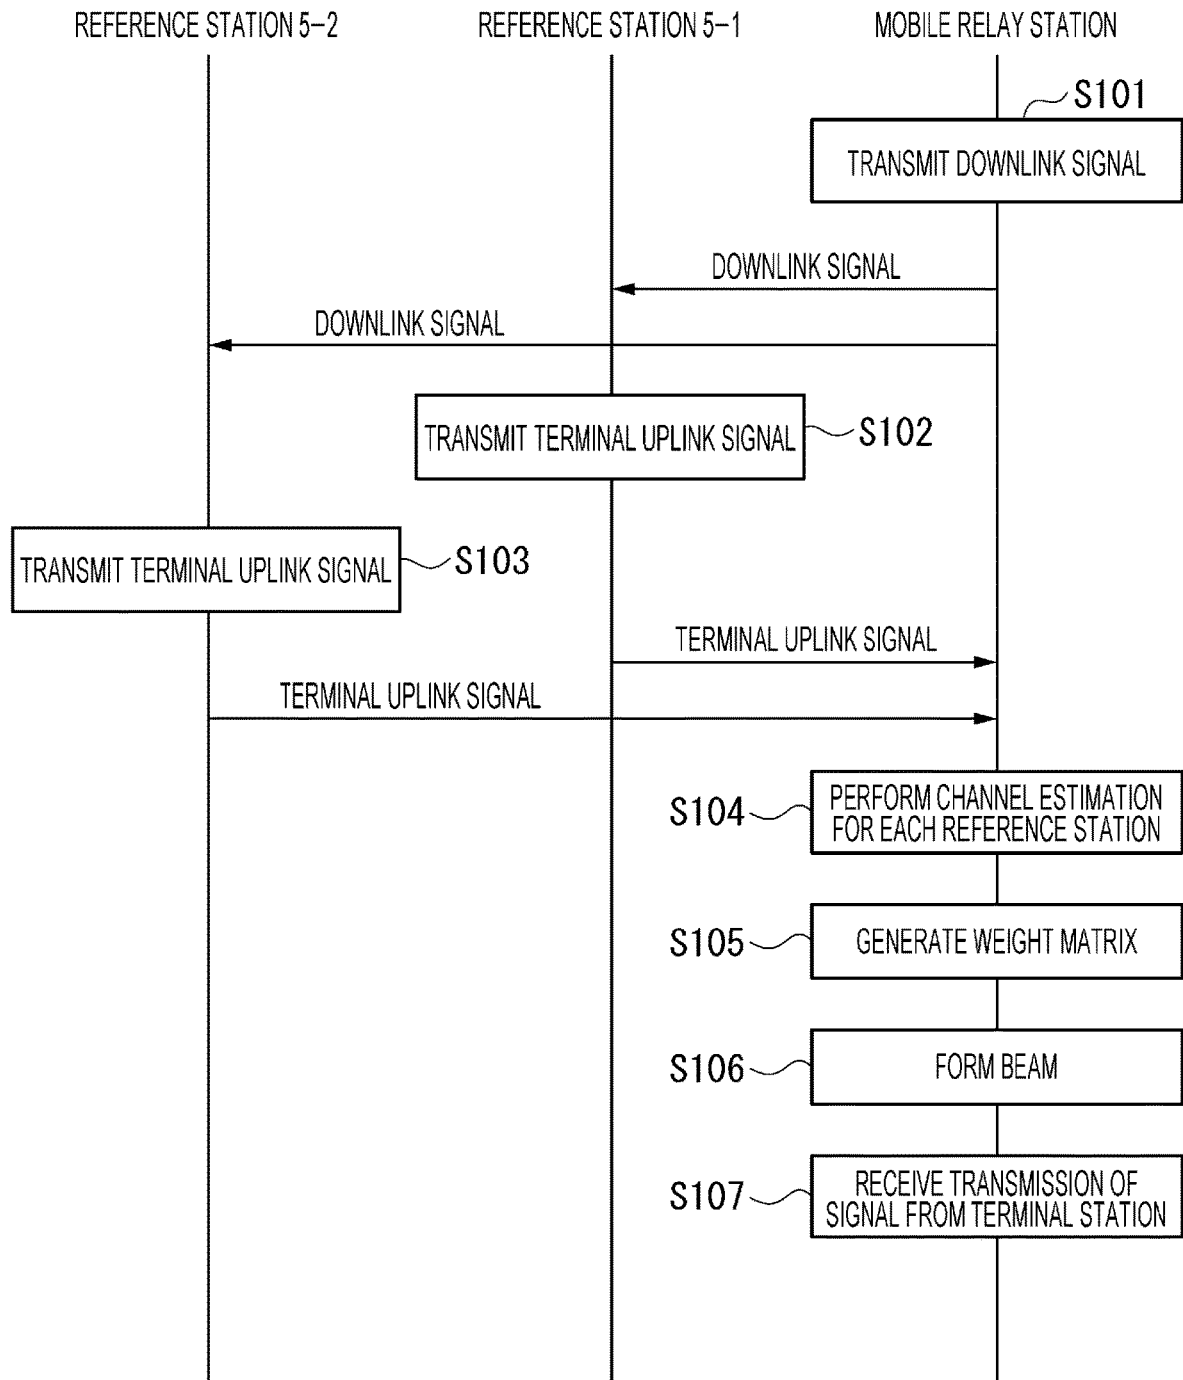 REFERENCE STATION 5-2
REFERENCE STATION 5-1
MOBILE RELAY STATION
S101
TRANSMIT DOWNLINK SIGNAL
DOWNLINK SIGNAL
DOWNLINK SIGNAL
TRANSMIT TERMINAL UPLINK SIGNAL
S102
TRANSMIT TERMINAL UPLINK SIGNAL
S103
TERMINAL UPLINK SIGNAL
TERMINAL UPLINK SIGNAL
S104
PERFORM CHANNEL ESTIMATION
FOR EACH REFERENCE STATION
S105
GENERATE WEIGHT MATRIX
S106
FORM BEAM
S107
RECEIVE TRANSMISSION OF
SIGNAL FROM TERMINAL STATION